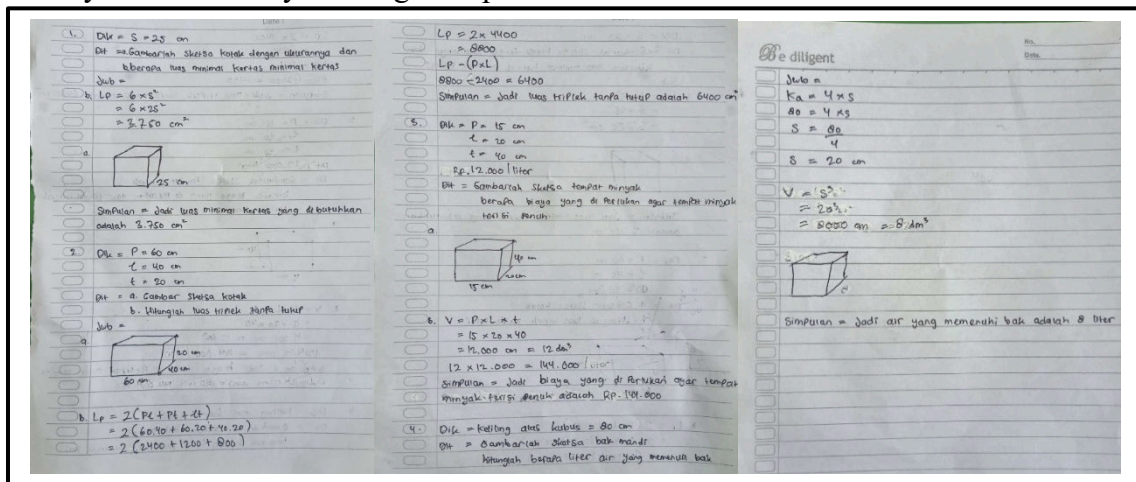 1. Dik = S = 25 cm
Dit = a. Gambarlah sketsa kotak dengan ukurannya dan
b. berapa luas minimal kertas minimal kertas
Jwb =
b. Lp = 6 × s²
= 6 × 25²
= 3.750 cm²
a.
25 cm
Simpulan = Jadi luas minimal kertas yang dibutuhkan
adalah 3.750 cm²
2. Dik = P = 60 cm
l = 40 cm
t = 20 cm
Dit = a. Gambar sketsa kotak
b. Hitunglah luas triplek tanpa tutup
Jwb =
a
20 cm
40 cm
60 cm
B. Lp = 2(Pl + Pt + lt)
= 2(60.40 + 60.20 + 40.20)
= 2(2400 + 1200 + 800)
Lp = 2 × 4400
= 8800
Lp - (P×L)
8800 - 2400 = 6400
Simpulan = Jadi luas triplek tanpa tutup adalah 6400 cm²
3. Dik = P = 15 cm
l = 20 cm
t = 40 cm
Rp. 12.000 / liter
Dit = Gambarlah sketsa tempat minyak
berapa biaya yang di perlukan agar tempat minyak
terisi penuh
a
40 cm
20 cm
15 cm
b. V = P × L × t
= 15 × 20 × 40
= 12.000 cm = 12 dm³
12 × 12.000 = 144.000
Simpulan = Jadi biaya yang di perlukan agar tempat
minyak terisi penuh adalah RP.
4. Dik = keliling alas kubus = 80 cm
Dit = Gambarlah sketsa bak mandi
hitunglah berapa liter air yang memenuhi bak
Be diligent
No.
Date.
Jwb =
Ka = 4 × s
80 = 4 × s
S = 80
4
S = 20 cm
V = S³
= 20³
= 8000 cm = 8 dm³
Simpulan = Jadi air yang memenuhi bak adalah 8 liter